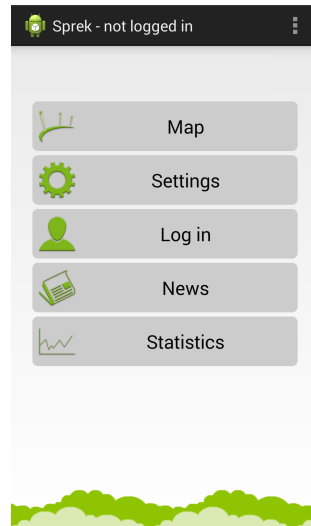 Sprek - not logged in
Map
Settings
Log in
News
Statistics